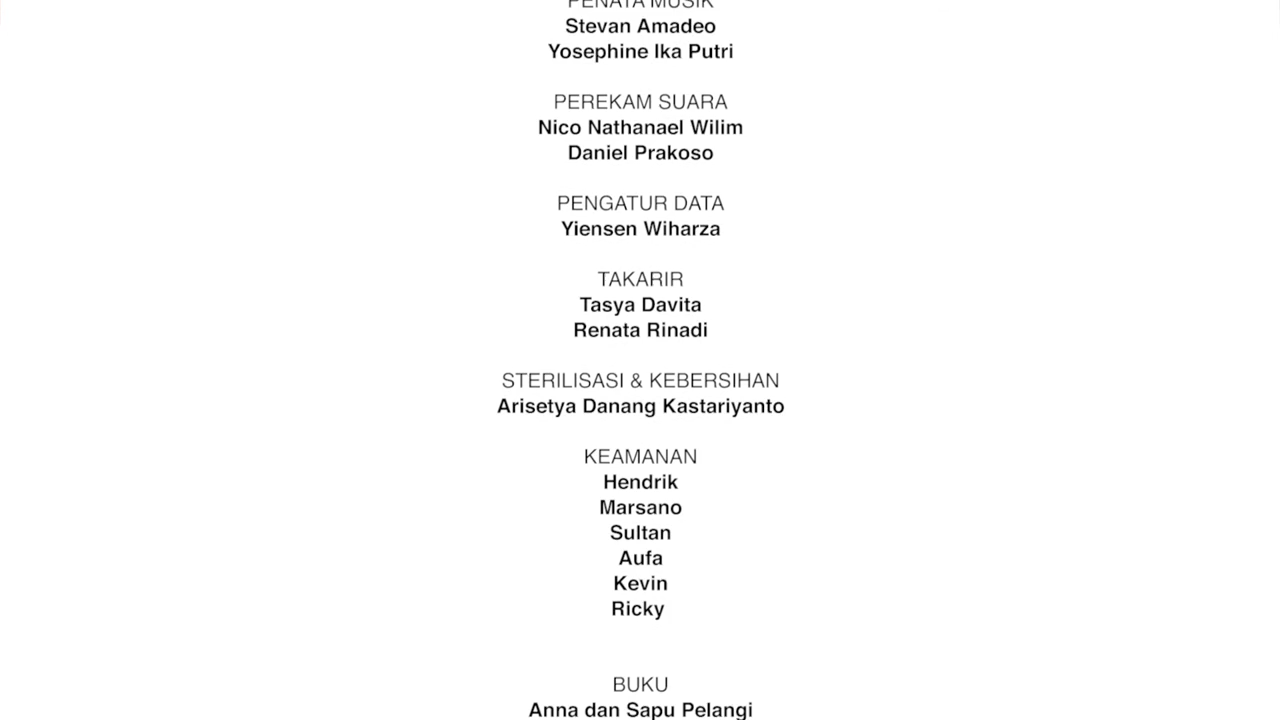 PENATA MUSIK
Stevan Amadeo
Yosephine Ika Putri
PEREKAM SUARA
Nico Nathanael Wilim
Daniel Prakoso
PENGATUR DATA
Yiensen Wiharza
TAKARIR
Tasya Davita
Renata Rinadi
STERILISASI & KEBERSIHAN
Arisetya Danang Kastariyanto
KEAMANAN
Hendrik
Marsano
Sultan
Aufa
Kevin
Ricky
BUKU
Anna dan Sapu Pelangi